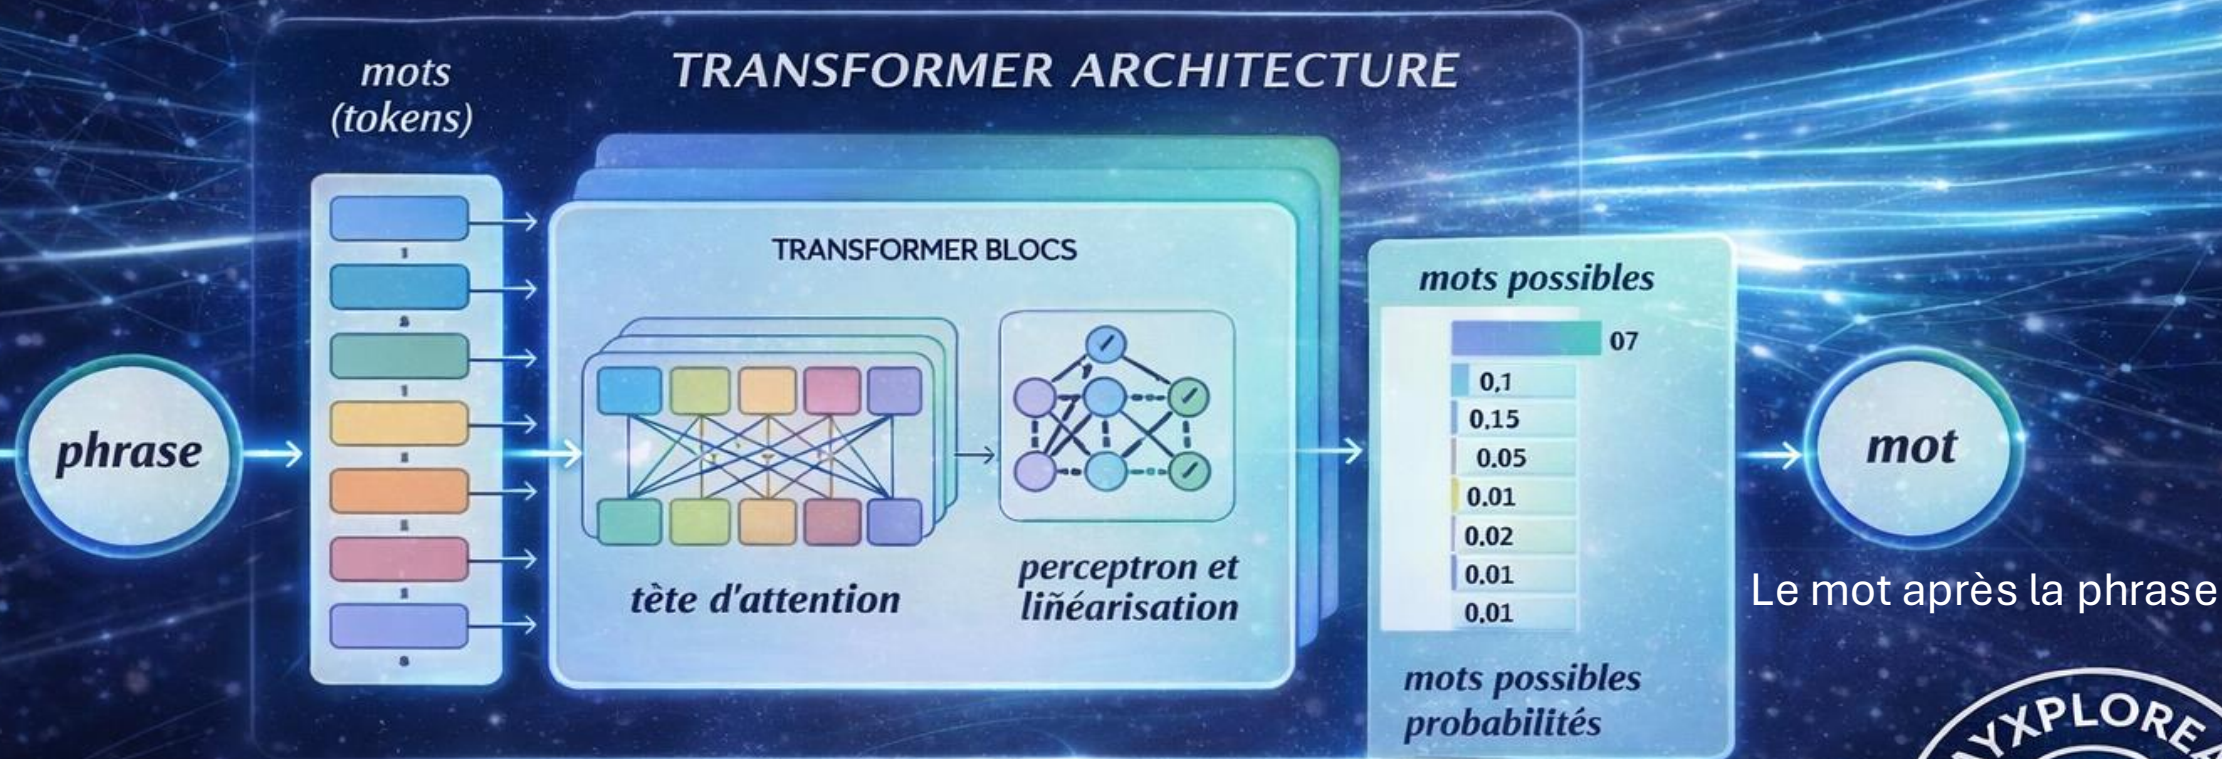 TRANSFORMER ARCHITECTURE
mots
(tokens)
phrase
TRANSFORMER BLOCS
tète d'attention
perceptron et
liñéarisation
mots possibles
07
0,1
0.15
0.05
0.01
0.02
0.01
0.01
mots possibles
probabilités
mot
Le mot après la phrase